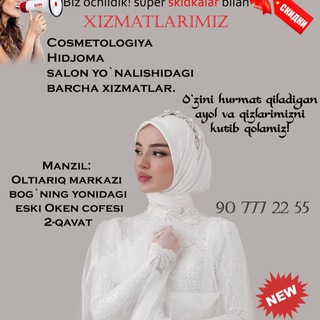 Biz ochildik! super skidkalar bilan
XIZMATLARIMIZ
СКИДКИ
Cosmetologiya
Hidjoma
salon yo`nalishidagi
barcha xizmatlar.
O'zini hurmat qiladigan
ayol va qizlarimizni
kutib qolamiz!
Manzil:
Oltiariq markazi
bog`ning yonidagi
eski Oken cofesi
2-qavat
90 777 22 55
NEW